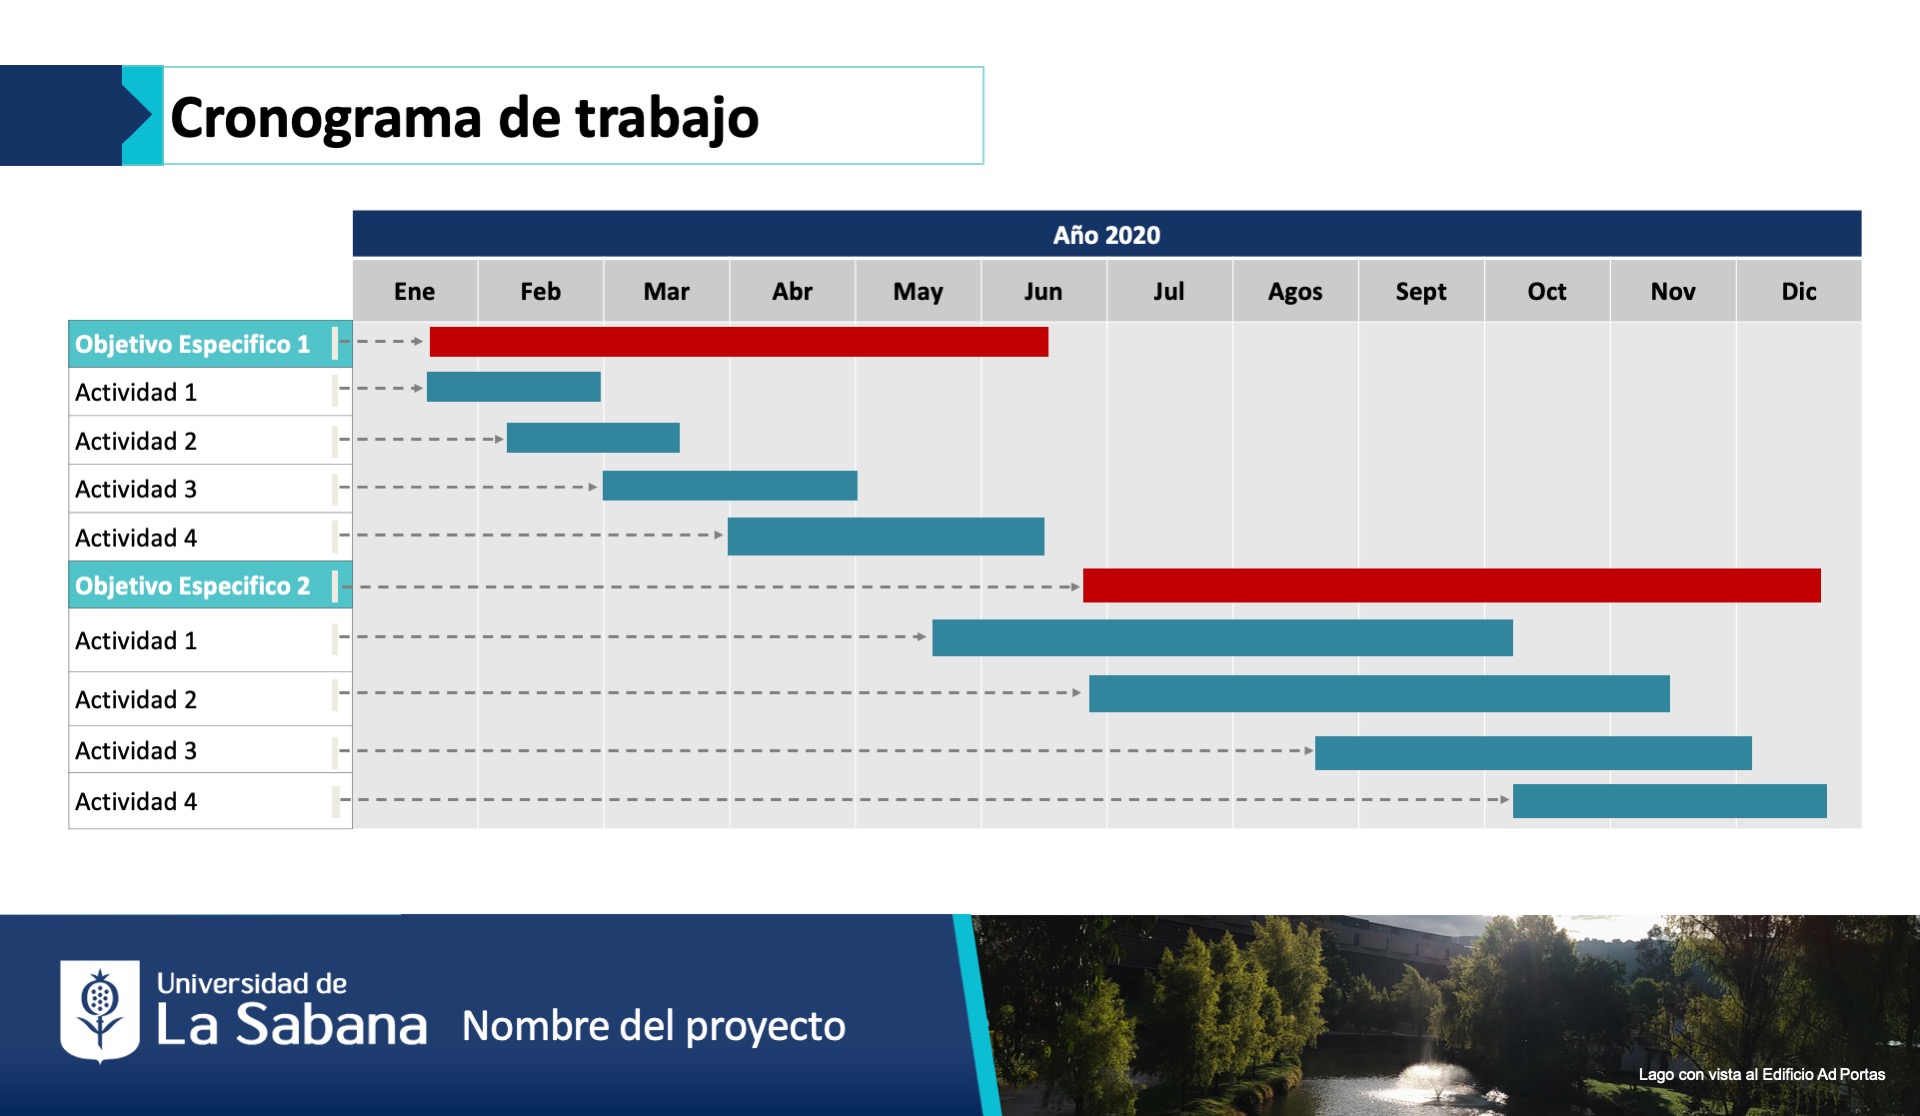 Cronograma de trabajo
Año 2020
Ene Feb Mar Abr May Jun Jul Agos Sept Oct Nov Dic
Objetivo Especifico 1
Actividad 1
Actividad 2
Actividad 3
Actividad 4
Objetivo Especifico 2
Actividad 1
Actividad 2
Actividad 3
Actividad 4
Universidad de
La Sabana
Nombre del proyecto
Lago con vista al Edificio Ad Portas